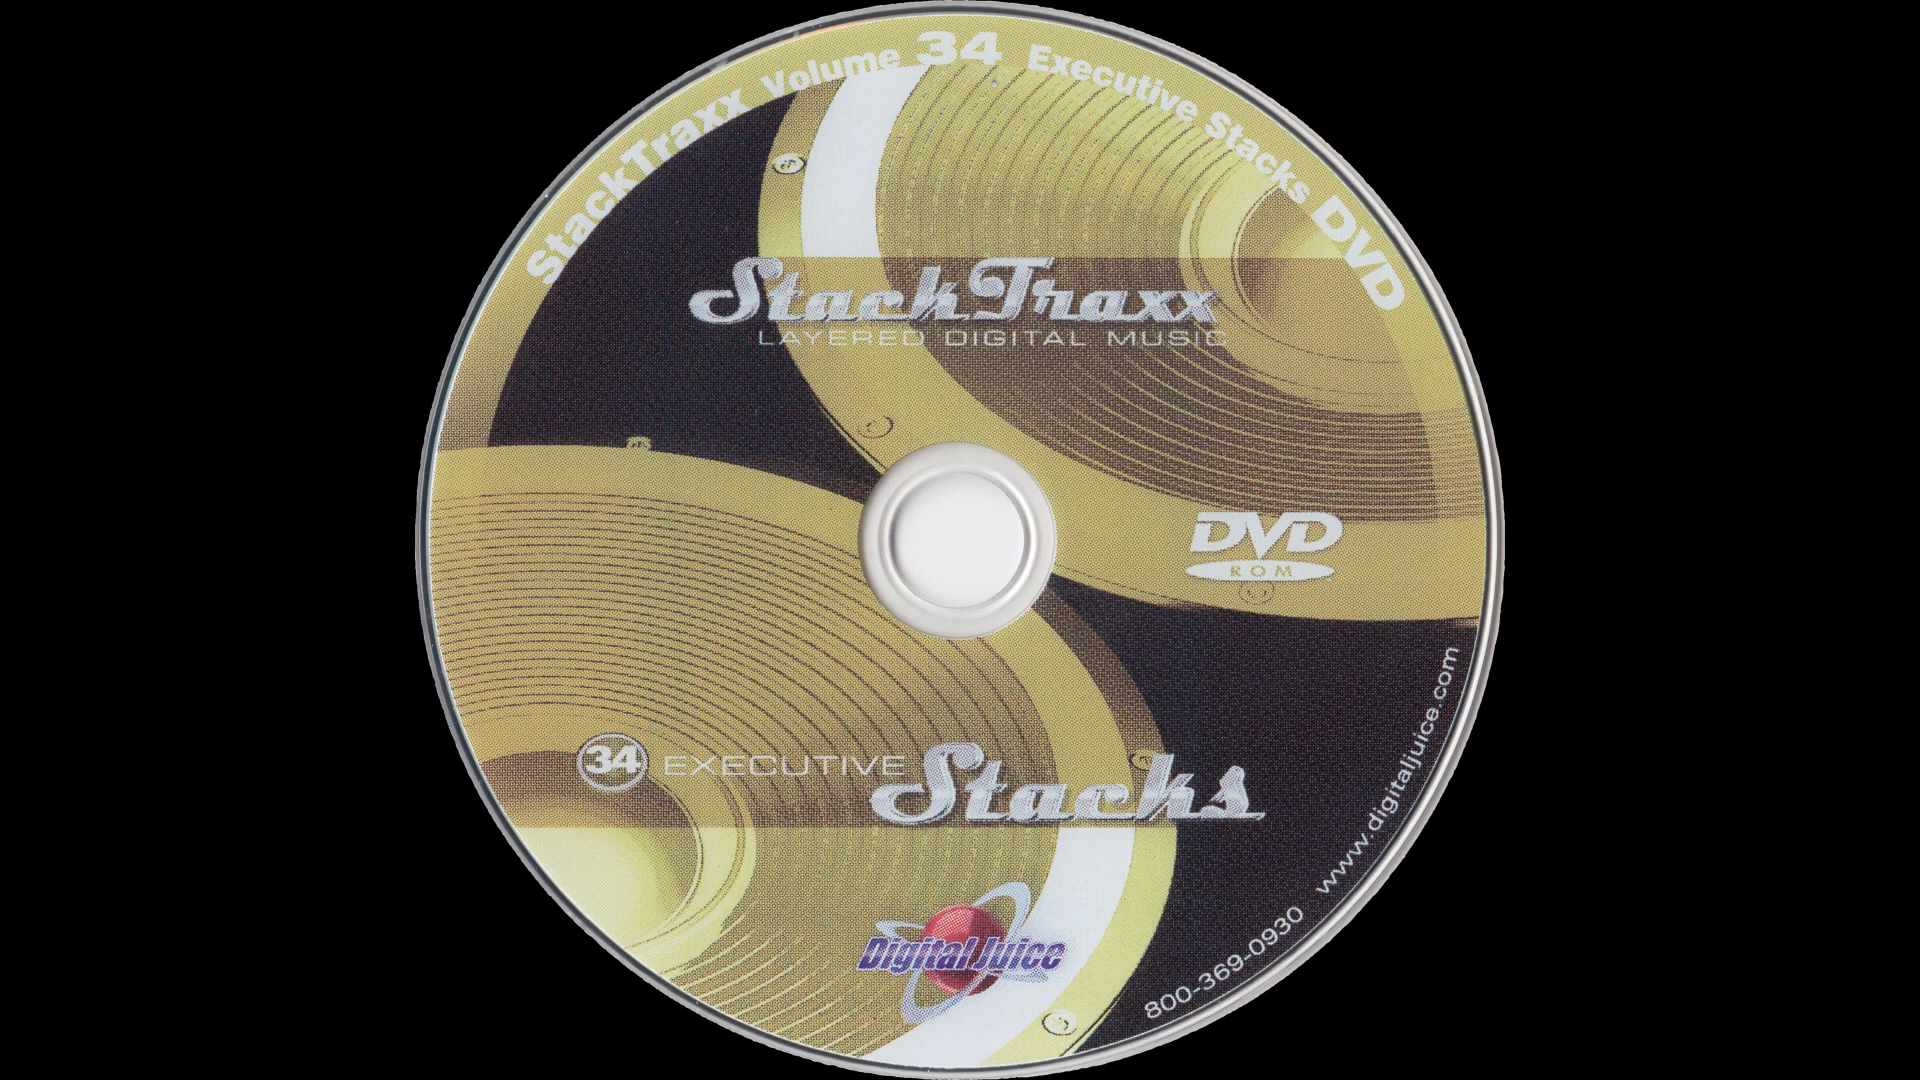 StackTraxx Volume 34 Executive Stacks DVD
StackTraxx
LAYERED DIGITAL MUSIC
DVD
ROM
34 EXECUTIVE Stacks
Digital Juice
www.digitaljuice.com
800-369-0930